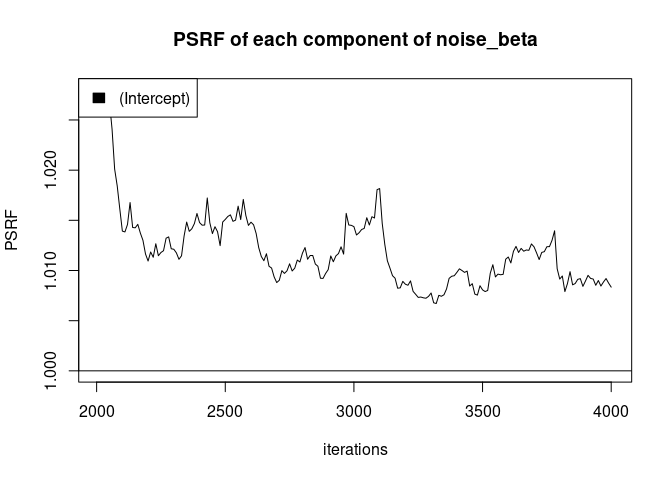 PSRF of each component of noise_beta
(Intercept)
PSRF
1.020
1.010
1.000
2000 2500 3000 3500 4000
iterations